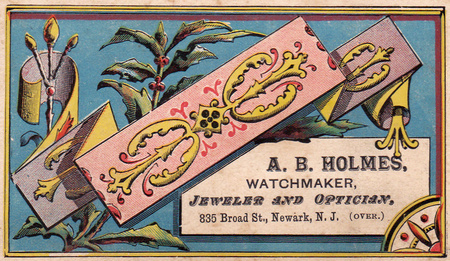 A. B. HOLMES,
WATCHMAKER,
JEWELER AND OPTICIAN,
835 Broad St., Newark, N. J. (OVER.)